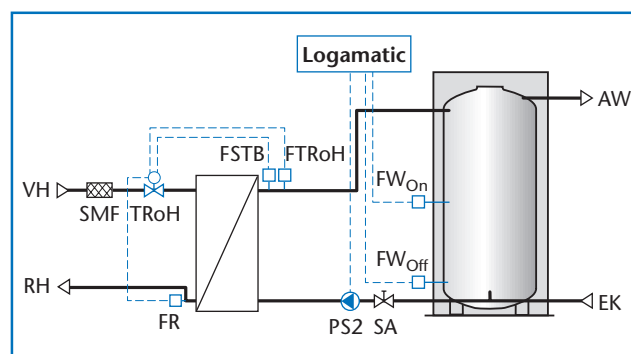 Logamatic
AW
FSTB FTRoH
VH
SMF TRoH
FWOn
FWOff
RH
FR
PS2 SA
EK